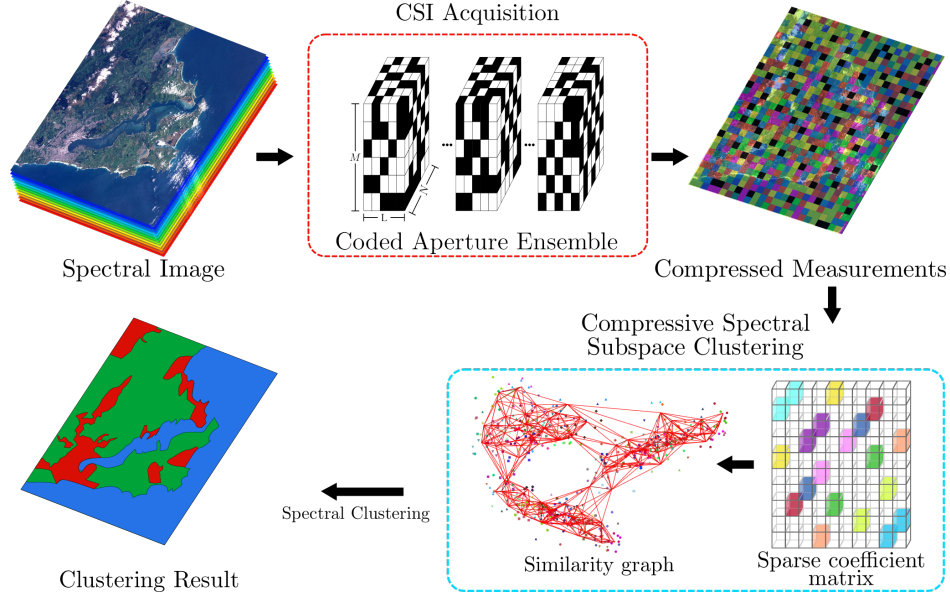 CSI Acquisition
M
N
L
...
...
Coded Aperture Ensemble
Spectral Image
Compressed Measurements
Compressive Spectral
Subspace Clustering
Spectral Clustering
Similarity graph
Sparse coefficient
matrix
Clustering Result